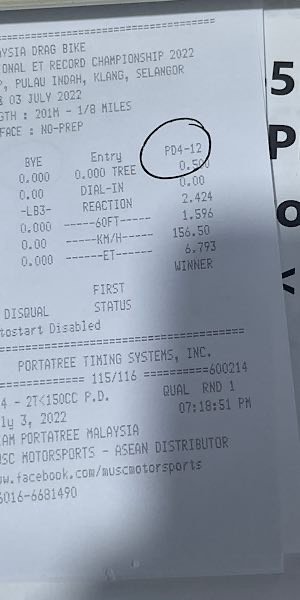 AYSIA DRAG BIKE
IONAL ET RECORD CHAMPIONSHIP 2022
P, PULAU INDAH, KLANG, SELANGOR
& 03 JULY 2022
GTH : 201M - 1/8 MILES
FACE : NO-PREP
BYE Entry PD4-12
0.000 0.000 TREE 0.500
0.00 DIAL-IN 0.00
-LB3- REACTION 2.424
0.000 ------60FT------ 1.596
0.00 -----KM/H------ 156.50
0.000 -------ET------- 6.793
WINNER
FIRST
DISQUAL STATUS
tostart Disabled
PORTATREE TIMING SYSTEMS, INC.
============ 115/116 ==========600214
4 - 2T<150CC P.D. QUAL RND 1
ly 3, 2022 07:18:51 PM
AM PORTATREE MALAYSIA
USC MOTORSPORTS - ASEAN DISTRIBUTOR
w.facebook.com/muscmotorsports
6016-6681490
5
P